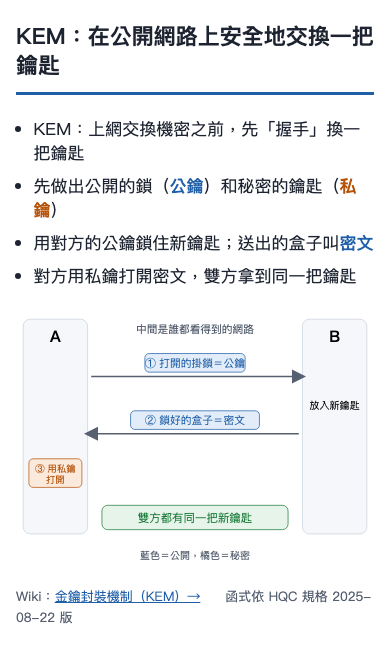 KEM：在公開網路上安全地交換一把
鑰匙
KEM：上網交換機密之前，先「握手」換一
把鑰匙
先做出公開的鎖（公鑰）和秘密的鑰匙（私
鑰）
用對方的公鑰鎖住新鑰匙；送出的盒子叫密文
對方用私鑰打開密文，雙方拿到同一把鑰匙
A
中間是誰都看得到的網路
B
① 打開的掛鎖＝公鑰
放入新鑰匙
② 鎖好的盒子＝密文
③ 用私鑰
打開
雙方都有同一把新鑰匙
藍色＝公開，橘色＝秘密
Wiki：金鑰封裝機制（KEM）→ 函式依 HQC 規格 2025-
08-22 版